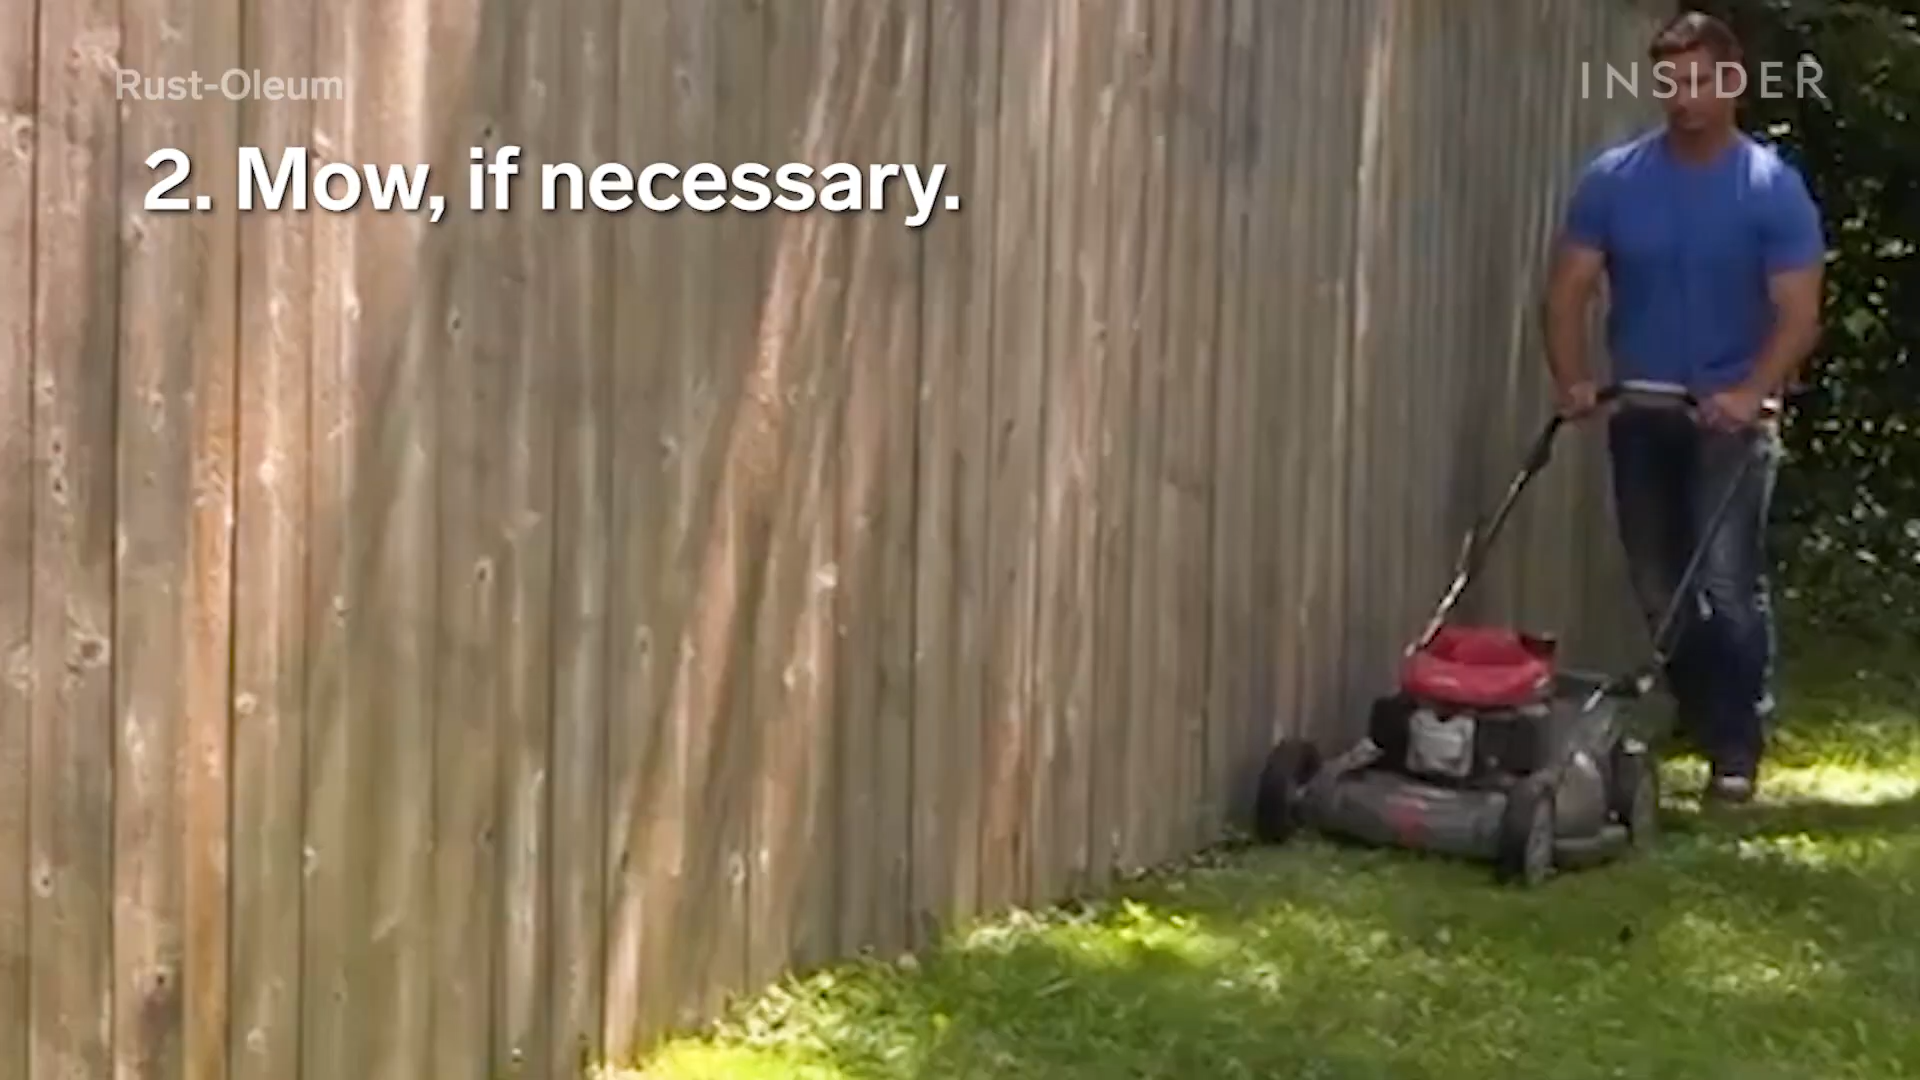 Rust-Oleum
INSIDER
2. Mow, if necessary.